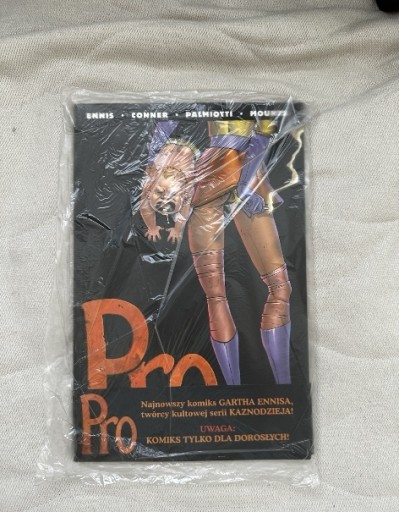 ENNIS • CONNER • PALMIOTTI • MOUNTS
Pro
Pro
Najnowszy komiks GARTHA ENNISA,
twórcy kultowej serii KAZNODZIEJA!
UWAGA:
KOMIKS TYLKO DLA DOROSŁYCH!